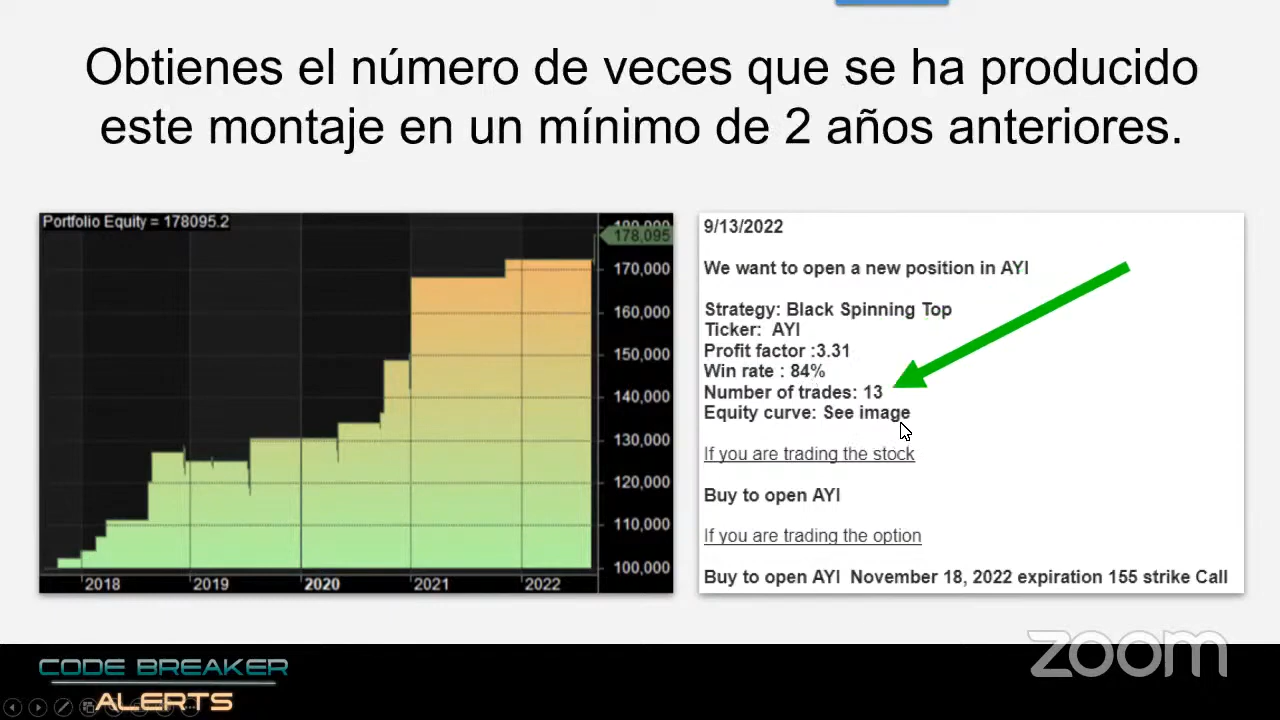 Obtienes el número de veces que se ha producido
este montaje en un mínimo de 2 años anteriores.
Portfolio Equity = 178095.2
180,000
178,095
170,000
160,000
150,000
140,000
130,000
120,000
110,000
100,000
2018 2019 2020 2021 2022
9/13/2022
We want to open a new position in AYI
Strategy: Black Spinning Top
Ticker: AYI
Profit factor :3.31
Win rate : 84%
Number of trades: 13
Equity curve: See image
If you are trading the stock
Buy to open AYI
If you are trading the option
Buy to open AYI November 18, 2022 expiration 155 strike Call
CODE BREAKER
ALERTS
zoom